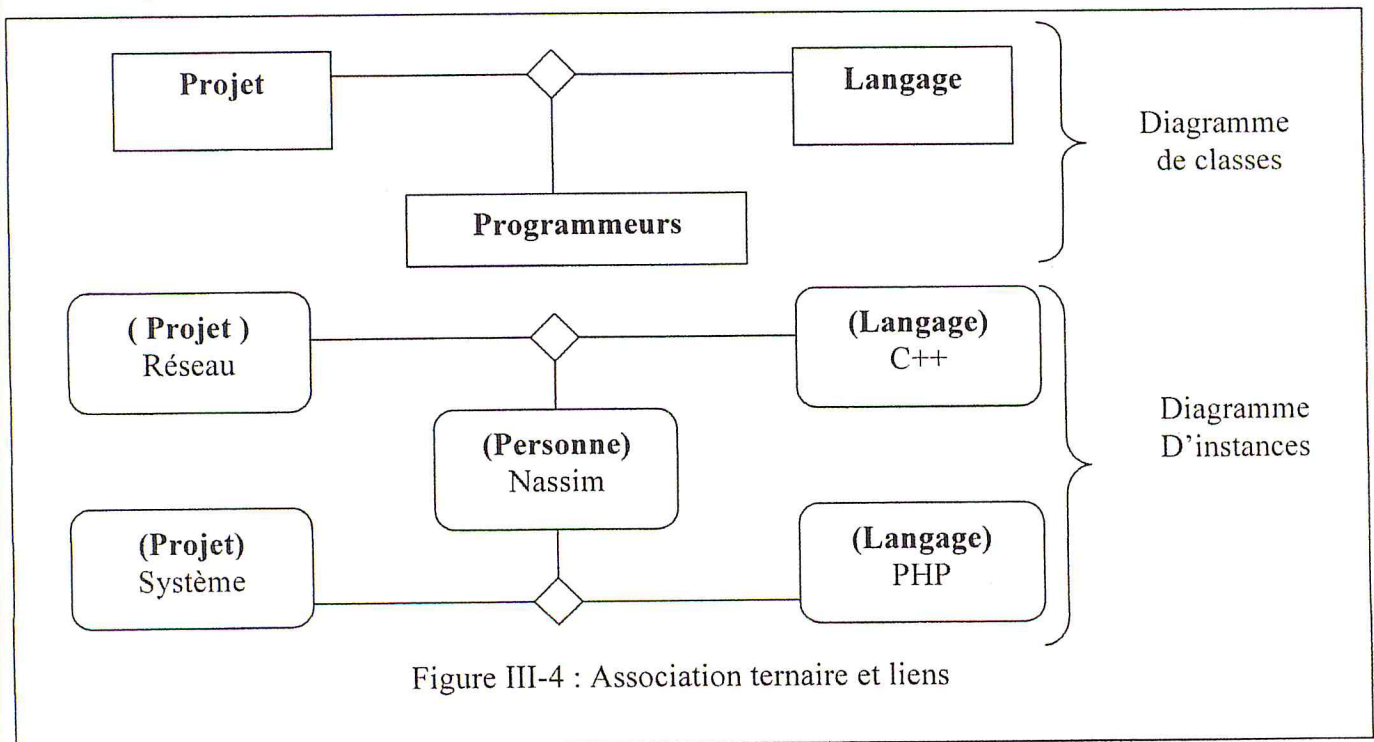 Projet
Langage
Programmeurs
Diagramme
de classes
( Projet )
Réseau
(Langage)
C++
(Personne)
Nassim
Diagramme
D'instances
(Projet)
Système
(Langage)
PHP
Figure III-4 : Association ternaire et liens